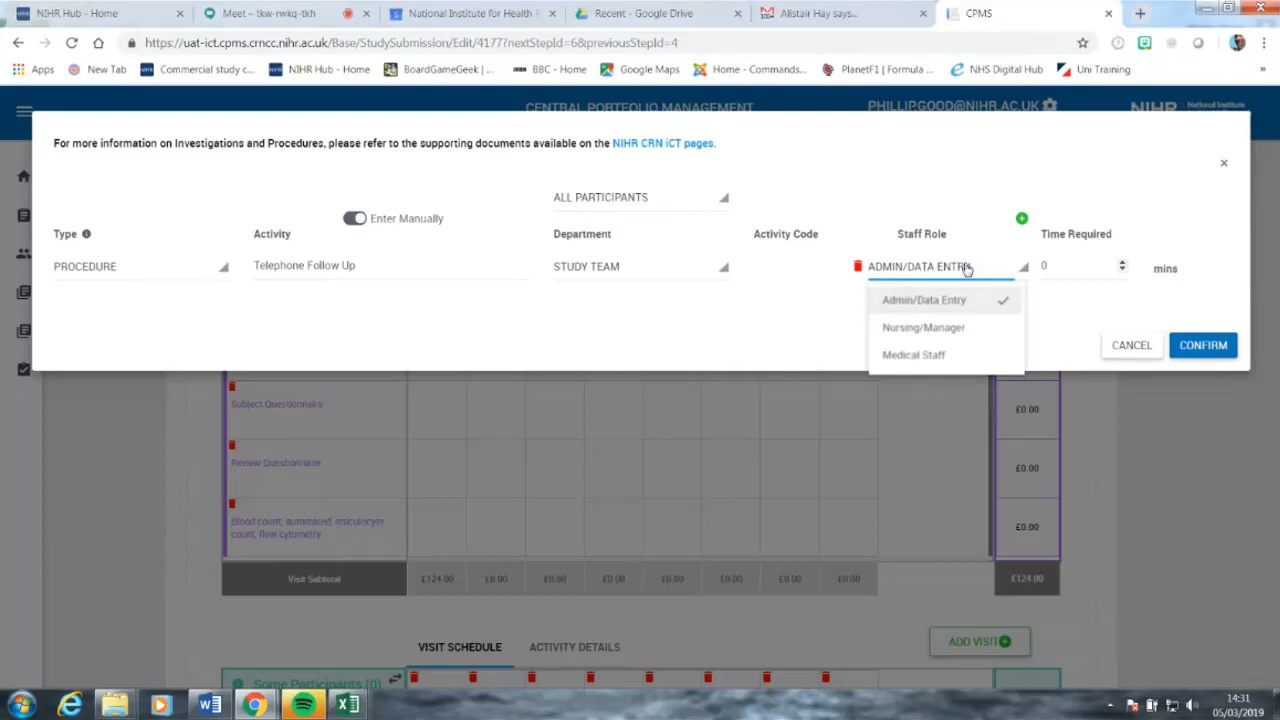 NIHR Hub - Home
Meet – tkw-rwkq-tkh
National Institute for Health F
Recent - Google Drive
Alistair Hay says...
CPMS
https://uat-ict.cpms.crncc.nihr.ac.uk/Base/StudySubmission/Edit/4177?nextStepId=6&previousStepId=4
Apps
New Tab
Commercial study c...
NIHR Hub - Home
BoardGameGeek | ...
BBC - Home
Google Maps
Home - Commands...
PlanetF1 | Formula ...
NHS Digital Hub
Uni Training
CENTRAL PORTFOLIO MANAGEMENT
PHILLIP.GOOD@NIHR.AC.UK
NIHR
National Institute
For more information on Investigations and Procedures, please refer to the supporting documents available on the NIHR CRN iCT pages.
ALL PARTICIPANTS
Enter Manually
Type
Activity
Department
Activity Code
Staff Role
Time Required
PROCEDURE
Telephone Follow Up
STUDY TEAM
ADMIN/DATA ENTRY
0
mins
Admin/Data Entry
Nursing/Manager
Medical Staff
CANCEL
CONFIRM
Subject Questionnaire
£0.00
Review Questionnaire
£0.00
Blood count, automated, reticulocyte
count, flow cytometry
£0.00
Visit Subtotal
£124.00
£0.00
£0.00
£0.00
£0.00
£0.00
£0.00
£0.00
£124.00
VISIT SCHEDULE
ACTIVITY DETAILS
ADD VISIT
Some Participants (0)
14:31
05/03/2019